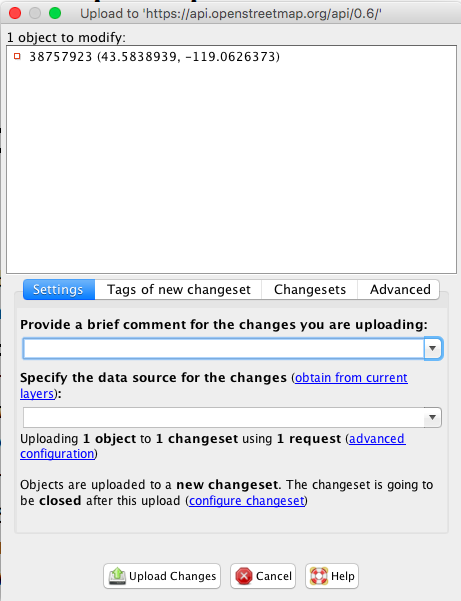 Upload to 'https://api.openstreetmap.org/api/0.6/'
1 object to modify:
38757923 (43.5838939, -119.0626373)
Settings Tags of new changeset Changesets Advanced
Provide a brief comment for the changes you are uploading:
Specify the data source for the changes (obtain from current
layers):
Uploading 1 object to 1 changeset using 1 request (advanced
configuration)
Objects are uploaded to a new changeset. The changeset is going to
be closed after this upload (configure changeset)
Upload Changes Cancel Help